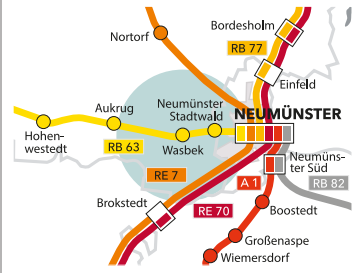 Bordesholm
Nortorf
RB 77
Einfeld
Aukrug
Neumünster
Stadtwald
NEUMÜNSTER
Hohen-
westedt
RB 63
Wasbek
Neumüns-
ter Süd
RE 7
A 1
RB 82
Brokstedt
RE 70
Boostedt
Großenaspe
Wiemersdorf